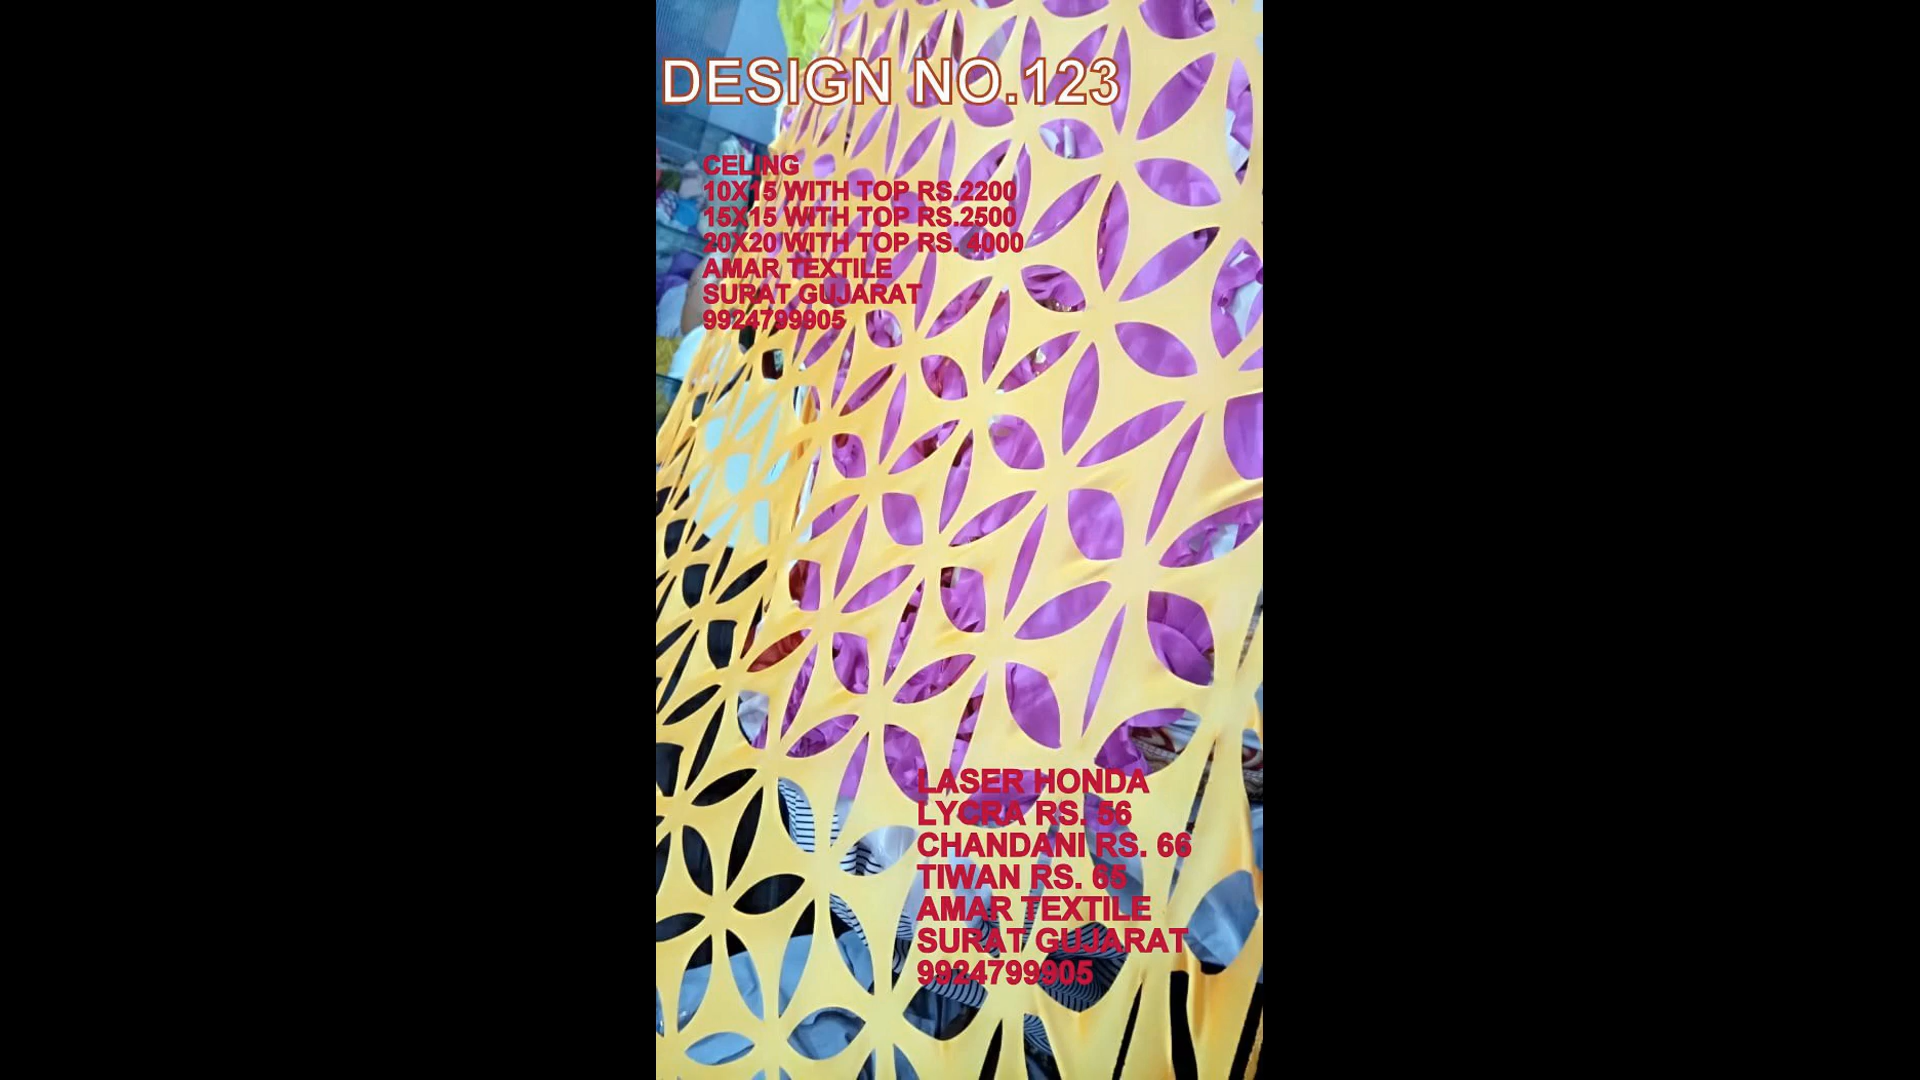 DESIGN NO.123
CELING
10X15 WITH TOP RS.2200
15X15 WITH TOP RS.2500
20X20 WITH TOP RS. 4000
AMAR TEXTILE
SURAT GUJARAT
9924799905
LASER HONDA
LYCRA RS. 56
CHANDANI RS. 66
TIWAN RS. 65
AMAR TEXTILE
SURAT GUJARAT
9924799905